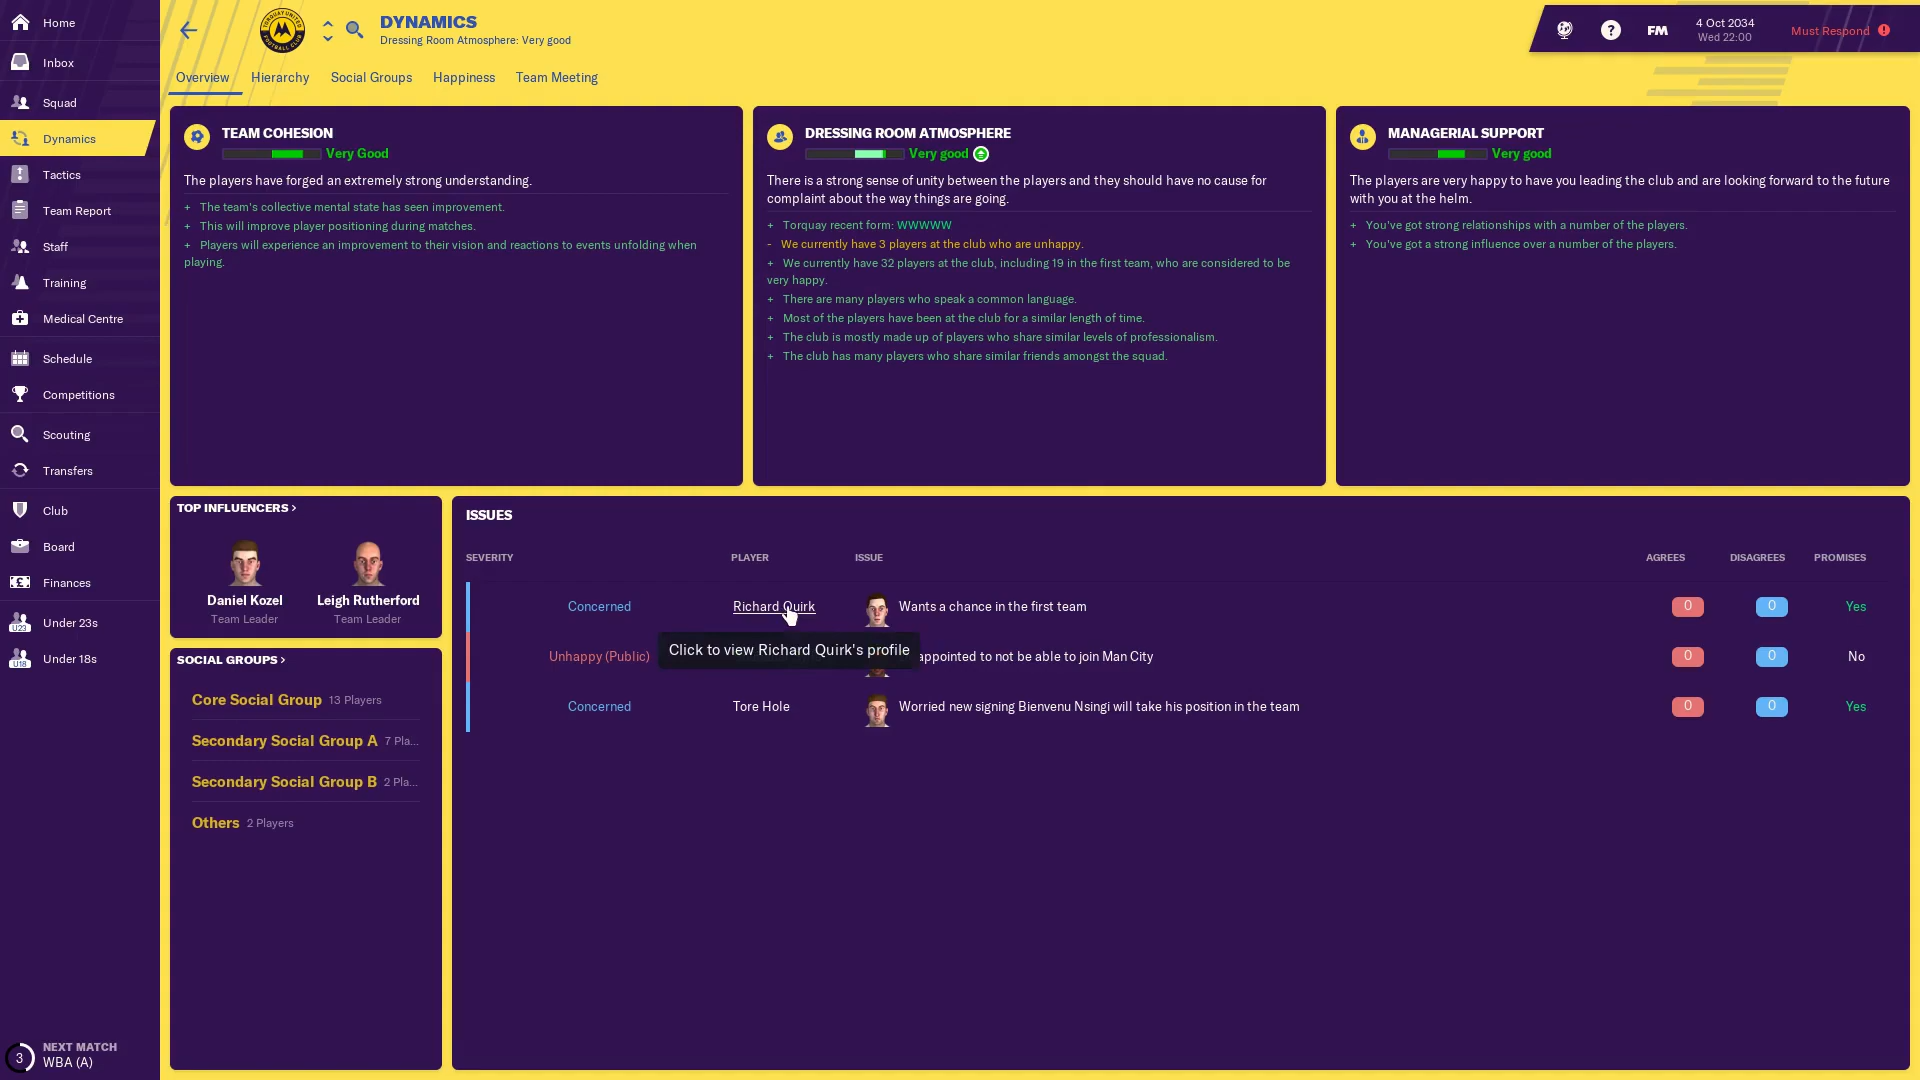 Home
Inbox
Squad
Dynamics
Tactics
Team Report
Staff
Training
Medical Centre
Schedule
Competitions
Scouting
Transfers
Club
Board
Finances
U23
Under 23s
U18
Under 18s
3
NEXT MATCH
WBA (A)
TORQUAY UNITED
FOOTBALL CLUB
DYNAMICS
Dressing Room Atmosphere: Very good
?
FM
4 Oct 2034
Wed 22:00
Must Respond
Overview
Hierarchy
Social Groups
Happiness
Team Meeting
TEAM COHESION
Very Good
The players have forged an extremely strong understanding.
+ The team's collective mental state has seen improvement.
+ This will improve player positioning during matches.
+ Players will experience an improvement to their vision and reactions to events unfolding when
playing.
DRESSING ROOM ATMOSPHERE
Very good
There is a strong sense of unity between the players and they should have no cause for
complaint about the way things are going.
+ Torquay recent form: WWWWW
- We currently have 3 players at the club who are unhappy.
+ We currently have 32 players at the club, including 19 in the first team, who are considered to be
very happy.
+ There are many players who speak a common language.
+ Most of the players have been at the club for a similar length of time.
+ The club is mostly made up of players who share similar levels of professionalism.
+ The club has many players who share similar friends amongst the squad.
MANAGERIAL SUPPORT
Very good
The players are very happy to have you leading the club and are looking forward to the future
with you at the helm.
+ You've got strong relationships with a number of the players.
+ You've got a strong influence over a number of the players.
TOP INFLUENCERS >
Daniel Kozel
Team Leader
Leigh Rutherford
Team Leader
SOCIAL GROUPS >
Core Social Group 13 Players
Secondary Social Group A 7 Pla...
Secondary Social Group B 2 Pla...
Others 2 Players
ISSUES
SEVERITY PLAYER ISSUE AGREES DISAGREES PROMISES
Concerned Richard Quirk Wants a chance in the first team 0 0 Yes
Click to view Richard Quirk's profile
Unhappy (Public) appointed to not be able to join Man City 0 0 No
Concerned Tore Hole Worried new signing Bienvenu Nsingi will take his position in the team 0 0 Yes